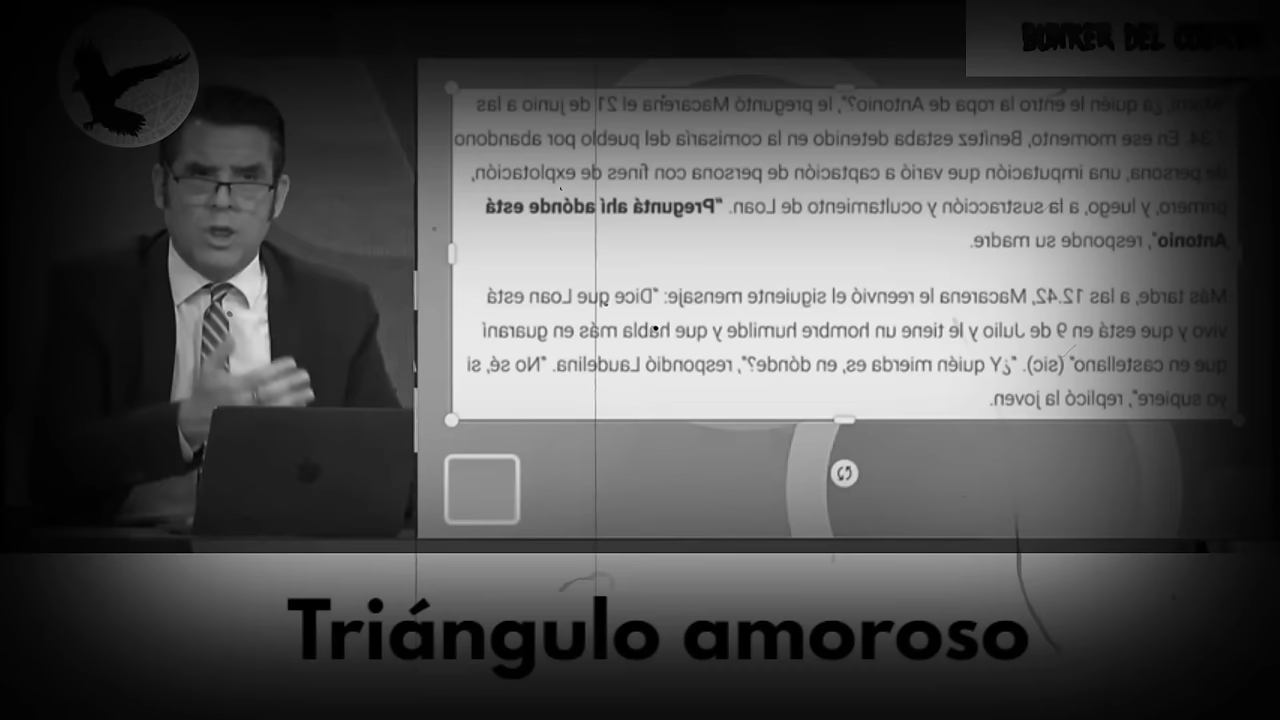 BUNKER DEL
Mami, ¿a quién le entro la ropa de Antonio?", le preguntó Macarena el 21 de junio a las
7.34. En ese momento, Benítez estaba detenido en la comisaría del pueblo por abandono
de persona, una imputación que varió a captación de persona con fines de explotación,
primero, y luego, a la sustracción y ocultamiento de Loan. "Preguntá ahí adónde está
Antonio", responde su madre.
Más tarde, a las 12.42, Macarena le reenvió el siguiente mensaje: "Dice que Loan está
vivo y que está en 9 de Julio y le tiene un hombre humilde y que habla más en guaraní
que en castellano" (sic). "¿Y quién mierda es, en dónde?", respondió Laudelina. "No sé, si
yo supiere", replicó la joven.
Triángulo amoroso